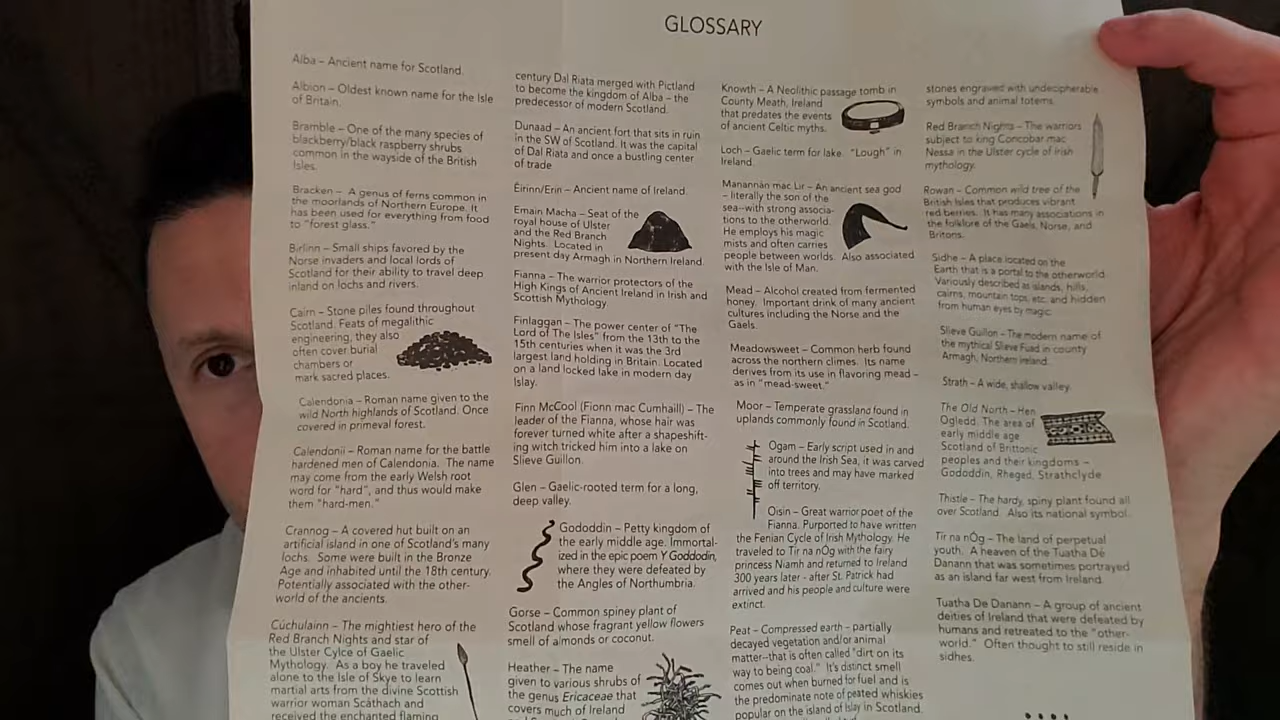 GLOSSARY
Alba – Ancient name for Scotland.
Albion – Oldest known name for the Isle
of Britain.
Bramble – One of the many species of
blackberry/black raspberry shrubs
common in the wayside of the British
Isles.
Bracken – A genus of ferns common in
the moorlands of Northern Europe. It
has been used for everything from food
to "forest glass."
Birlinn – Small ships favored by the
Norse invaders and local lords of
Scotland for their ability to travel deep
inland on lochs and rivers.
Cairn – Stone piles found throughout
Scotland. Feats of megalithic
engineering, they also
often cover burial
chambers or
mark sacred places.
Calendonia – Roman name given to the
wild North highlands of Scotland. Once
covered in primeval forest.
Calendonii – Roman name for the battle
hardened men of Calendonia. The name
may come from the early Welsh root
word for "hard", and thus would make
them "hard-men."
Crannog – A covered hut built on an
artificial island in one of Scotland's many
lochs. Some were built in the Bronze
Age and inhabited until the 18th century.
Potentially associated with the other-
world of the ancients.
Cúchulainn – The mightiest hero of the
Red Branch Nights and star of
the Ulster Cylce of Gaelic
Mythology. As a boy he traveled
alone to the Isle of Skye to learn
martial arts from the divine Scottish
warrior woman Scáthach and
received the enchanted flaming
century Dal Riata merged with Pictland
to become the kingdom of Alba – the
predecessor of modern Scotland.
Dunaad – An ancient fort that sits in ruin
in the SW of Scotland. It was the capital
of Dal Riata and once a bustling center
of trade
Éirinn/Erin – Ancient name of Ireland.
Emain Macha – Seat of the
royal house of Ulster
and the Red Branch
Nights. Located in
present day Armagh in Northern Ireland.
Fianna – The warrior protectors of the
High Kings of Ancient Ireland in Irish and
Scottish Mythology
Finlaggan – The power center of "The
Lord of The Isles" from the 13th to the
15th centuries when it was the 3rd
largest land holding in Britain. Located
on a land locked lake in modern day
Islay.
Finn McCool (Fionn mac Cumhaill) – The
leader of the Fianna, whose hair was
forever turned white after a shapeshift-
ing witch tricked him into a lake on
Slieve Guillon.
Glen – Gaelic-rooted term for a long,
deep valley.
Gododdin – Petty kingdom of
the early middle age. Immortal-
ized in the epic poem Y Goddodin,
where they were defeated by
the Angles of Northumbria.
Gorse – Common spiney plant of
Scotland whose fragrant yellow flowers
smell of almonds or coconut.
Heather – The name
given to various shrubs of
the genus Ericaceae that
covers much of Ireland
Knowth – A Neolithic passage tomb in
County Meath, Ireland
that predates the events
of ancient Celtic myths.
Loch – Gaelic term for lake. "Lough" in
Ireland.
Manannán mac Lir – An ancient sea god
– literally the son of the
sea–with strong associa-
tions to the otherworld.
He employs his magic
mists and often carries
people between worlds. Also associated
with the Isle of Man.
Mead – Alcohol created from fermented
honey. Important drink of many ancient
cultures including the Norse and the
Gaels.
Meadowsweet – Common herb found
across the northern climes. Its name
derives from its use in flavoring mead –
as in "mead-sweet."
Moor – Temperate grassland found in
uplands commonly found in Scotland.
Ogam – Early script used in and
around the Irish Sea, it was carved
into trees and may have marked
off territory.
Oisin – Great warrior poet of the
Fianna. Purported to have written
the Fenian Cycle of Irish Mythology. He
traveled to Tir na nOg with the fairy
princess Niamh and returned to Ireland
300 years later - after St. Patrick had
arrived and his people and culture were
extinct.
Peat – Compressed earth – partially
decayed vegetation and/or animal
matter–that is often called "dirt on its
way to being coal." It's distinct smell
comes out when burned for fuel and is
the predominate note of peated whiskies
popular on the island of Islay in Scotland.
stones engraved with undecipherable
symbols and animal totems.
Red Branch Nights – The warriors
subject to king Concobar mac
Nessa in the Ulster cycle of irish
mythology.
Rowan – Common wild tree of the
British Isles that produces vibrant
red berries. It has many associations in
the folklore of the Gaels, Norse, and
Britons.
Sidhe – A place located on the
Earth that is a portal to the otherworld.
Variously described as islands, hills,
cairns, mountain tops, etc. and hidden
from human eyes by magic.
Slieve Guillon – The modern name of
the mythical Slieve Fuad in county
Armagh, Northern ireland.
Strath – A wide, shallow valley.
The Old North – Hen
Ogledd. The area of
early middle age
Scotland of Brittonic
peoples and their kingdoms –
Gododdin, Rheged, Strathclyde
Thistle – The hardy, spiny plant found all
over Scotland. Also its national symbol.
Tir na nÓg – The land of perpetual
youth. A heaven of the Tuatha Dé
Danann that was sometimes portrayed
as an island far west from Ireland.
Tuatha De Danann – A group of ancient
deities of Ireland that were defeated by
humans and retreated to the "other-
world." Often thought to still reside in
sidhes.